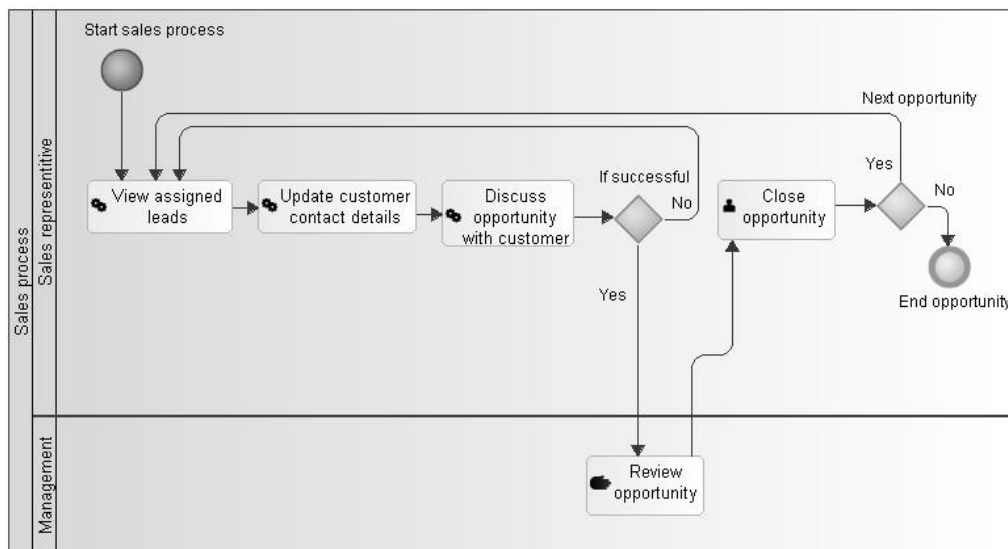 Start sales process
Next opportunity
Yes
No
If successful
No
View assigned
leads
Update customer
contact details
Discuss
opportunity
with customer
Close
opportunity
Yes
End opportunity
Sales process
Sales representitive
Management
Review
opportunity